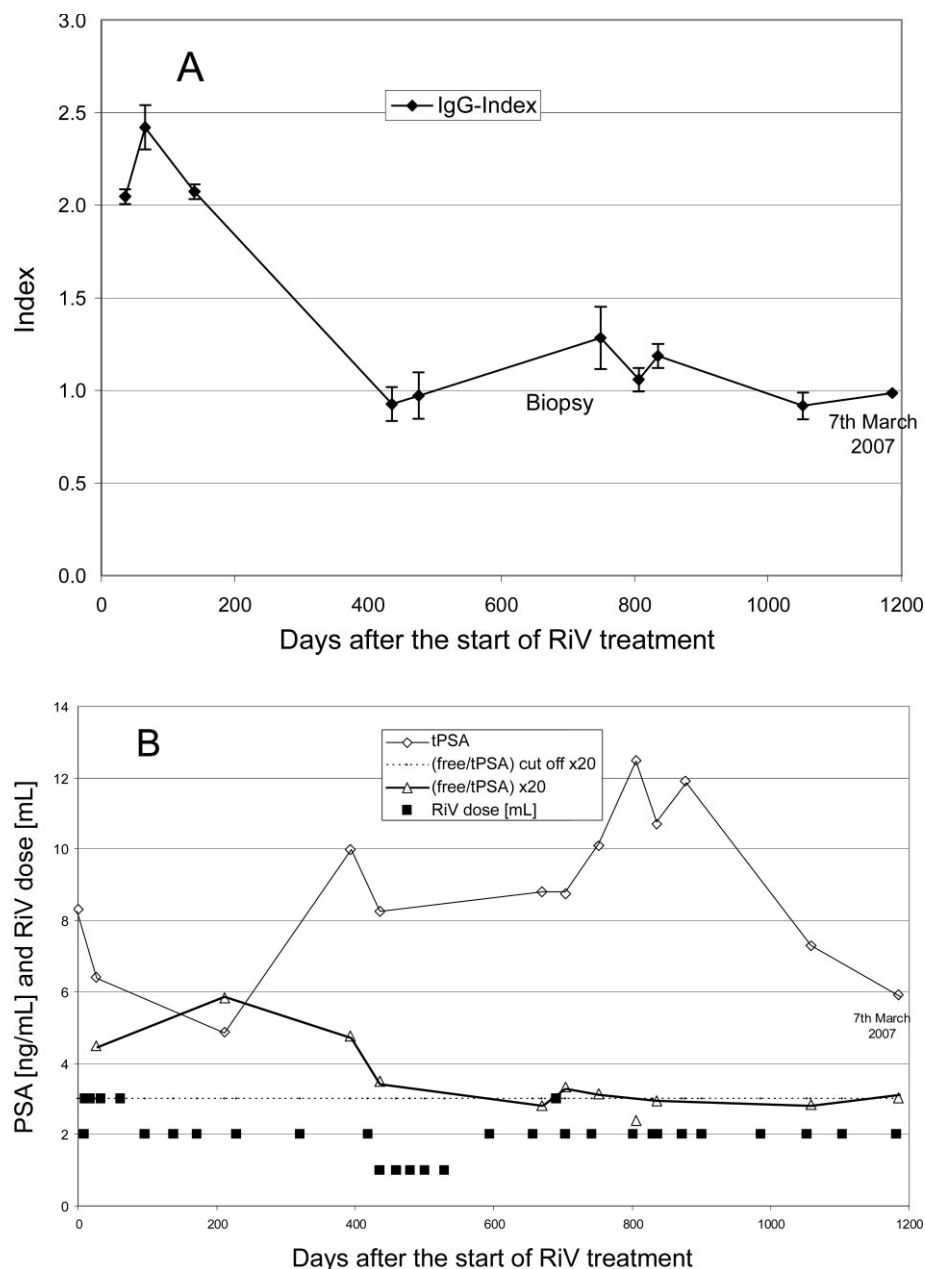 3.0
A
IgG-Index
2.5
2.0
Index
1.5
1.0
Biopsy
7th March
2007
0.5
0.0
0 200 400 600 800 1000 1200
Days after the start of RiV treatment
14
B
tPSA
(free/tPSA) cut off x20
12
(free/tPSA) x20
RiV dose [mL]
10
8
PSA [ng/mL] and RiV dose [mL]
6
7th March
2007
4
2
0
0 200 400 600 800 1000 1200
Days after the start of RiV treatment